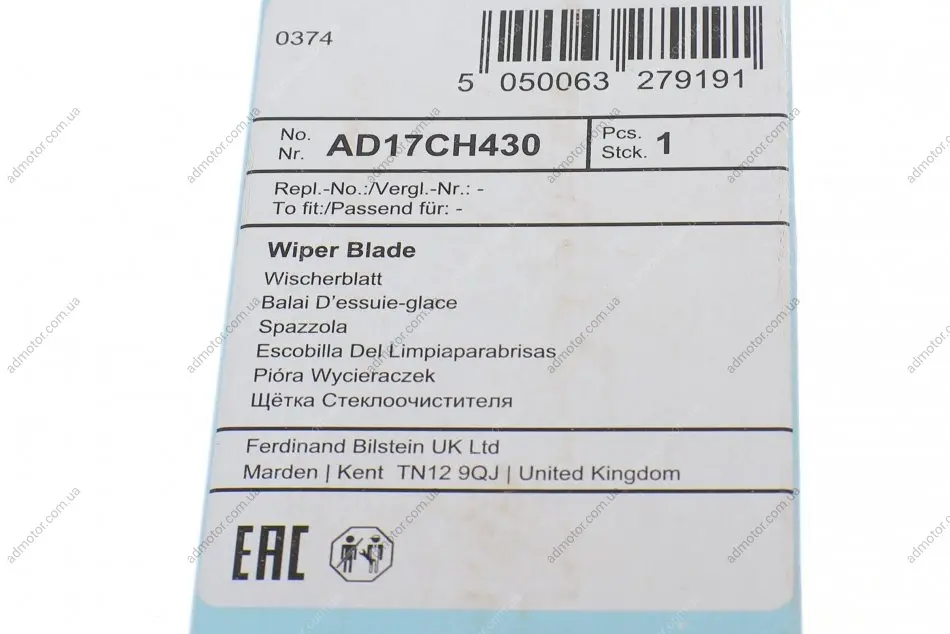 0374
5 050063 279191
No.
Nr. AD17CH430
Pcs.
Stck. 1
Repl.-No.:/Vergl.-Nr.: -
To fit:/Passend für: -
Wiper Blade
Wischerblatt
Balai D'essuie-glace
Spazzola
Escobilla Del Limpiaparabrisas
Pióra Wycieraczek
Щётка Стеклоочистителя
Ferdinand Bilstein UK Ltd
Marden | Kent TN12 9QJ | United Kingdom
EAC
admotor.com.ua